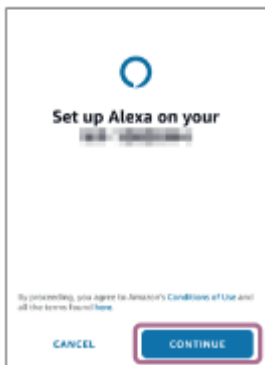 Set up Alexa on your
By proceeding, you agree to Amazon's Conditions of Use and
all the terms found here.
CANCEL
CONTINUE